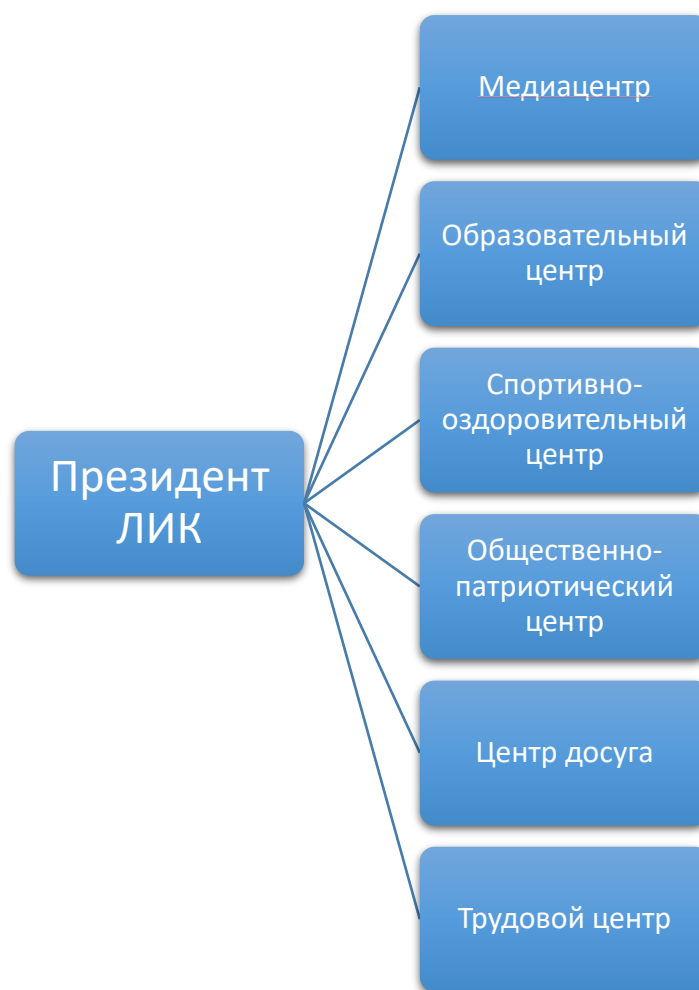 Медиацентр
Образовательный
центр
Спортивно-
оздоровительный
центр
Президент
ЛИК
Общественно-
патриотический
центр
Центр досуга
Трудовой центр